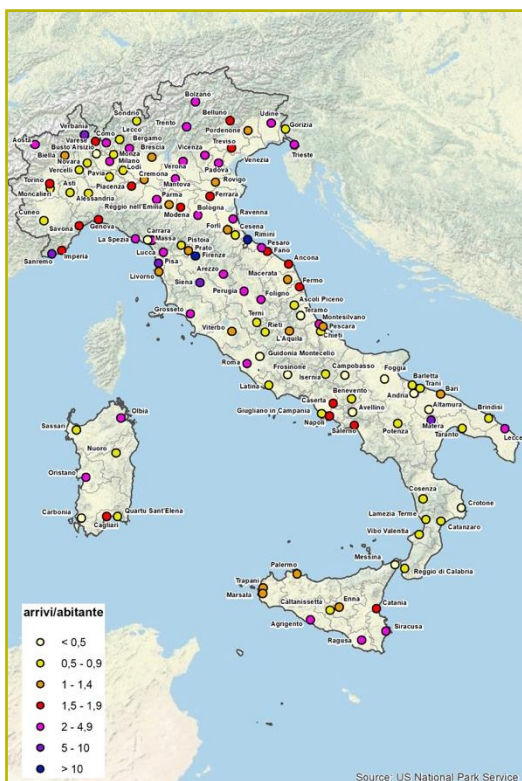 Bolzano
Sondrio
Belluno
Udine
Trento
Verbania
Lecco
Pordenone
Gorizia
Como
Aosta
Varese
Bergamo
Treviso
Busto Arsizio
Vicenza
Brescia
Trieste
Biella
Monza
Milano
Novara
Lodi
Verona
Venezia
Vercelli
Padova
Pavia
Cremona
Torino
Mantova
Rovigo
Asti
Piacenza
Moncalieri
Parma
Ferrara
Alessandria
Reggio nell'Emilia
Bologna
Cuneo
Modena
Ravenna
Genova
Forlì
Cesena
Savona
Carrara
Rimini
La Spezia
Massa
Pistoia
Pesaro
Prato
Fano
Lucca
Firenze
Imperia
Pisa
Sanremo
Ancona
Arezzo
Livorno
Macerata
Fermo
Siena
Perugia
Foligno
Ascoli Piceno
Grosseto
Teramo
Terni
Montesilvano
Viterbo
Rieti
Pescara
L'Aquila
Chieti
Roma
Guidonia Montecelio
Campobasso
Foggia
Frosinone
Isernia
Barletta
Trani
Latina
Benevento
Andria
Bari
Caserta
Altamura
Olbia
Avellino
Giugliano in Campania
Brindisi
Napoli
Matera
Sassari
Salerno
Potenza
Taranto
Lecce
Nuoro
Oristano
Cosenza
Carbonia
Quartu Sant'Elena
Crotone
Lamezia Terme
Cagliari
Vibo Valentia
Catanzaro
Messina
Palermo
Reggio di Calabria
Trapani
Enna
Marsala
Caltanissetta
Catania
Agrigento
Siracusa
Ragusa
arrivi/abitante
< 0,5
0,5 - 0,9
1 - 1,4
1,5 - 1,9
2 - 4,9
5 - 10
> 10
Source: US National Park Service